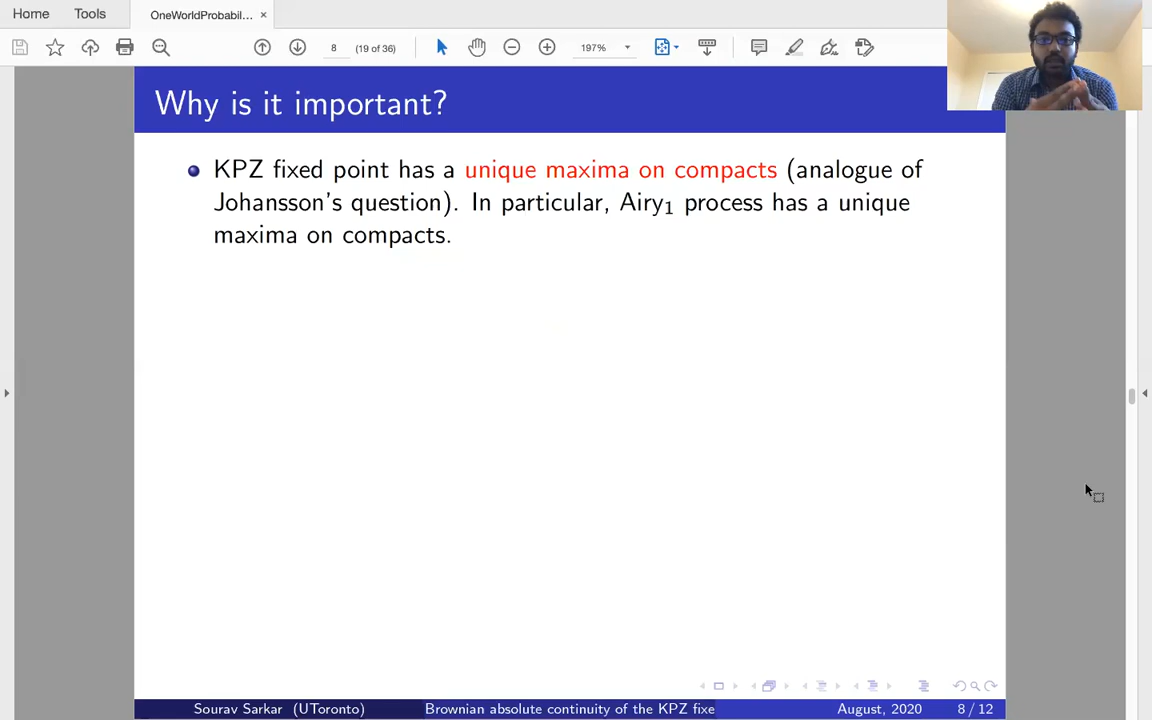 Home Tools OneWorldProbabil... ×
8 (19 of 36) 197%
Why is it important?
KPZ fixed point has a unique maxima on compacts (analogue of
Johansson's question). In particular, Airy₁ process has a unique
maxima on compacts.
Sourav Sarkar (UToronto) Brownian absolute continuity of the KPZ fixe August, 2020 8 / 12